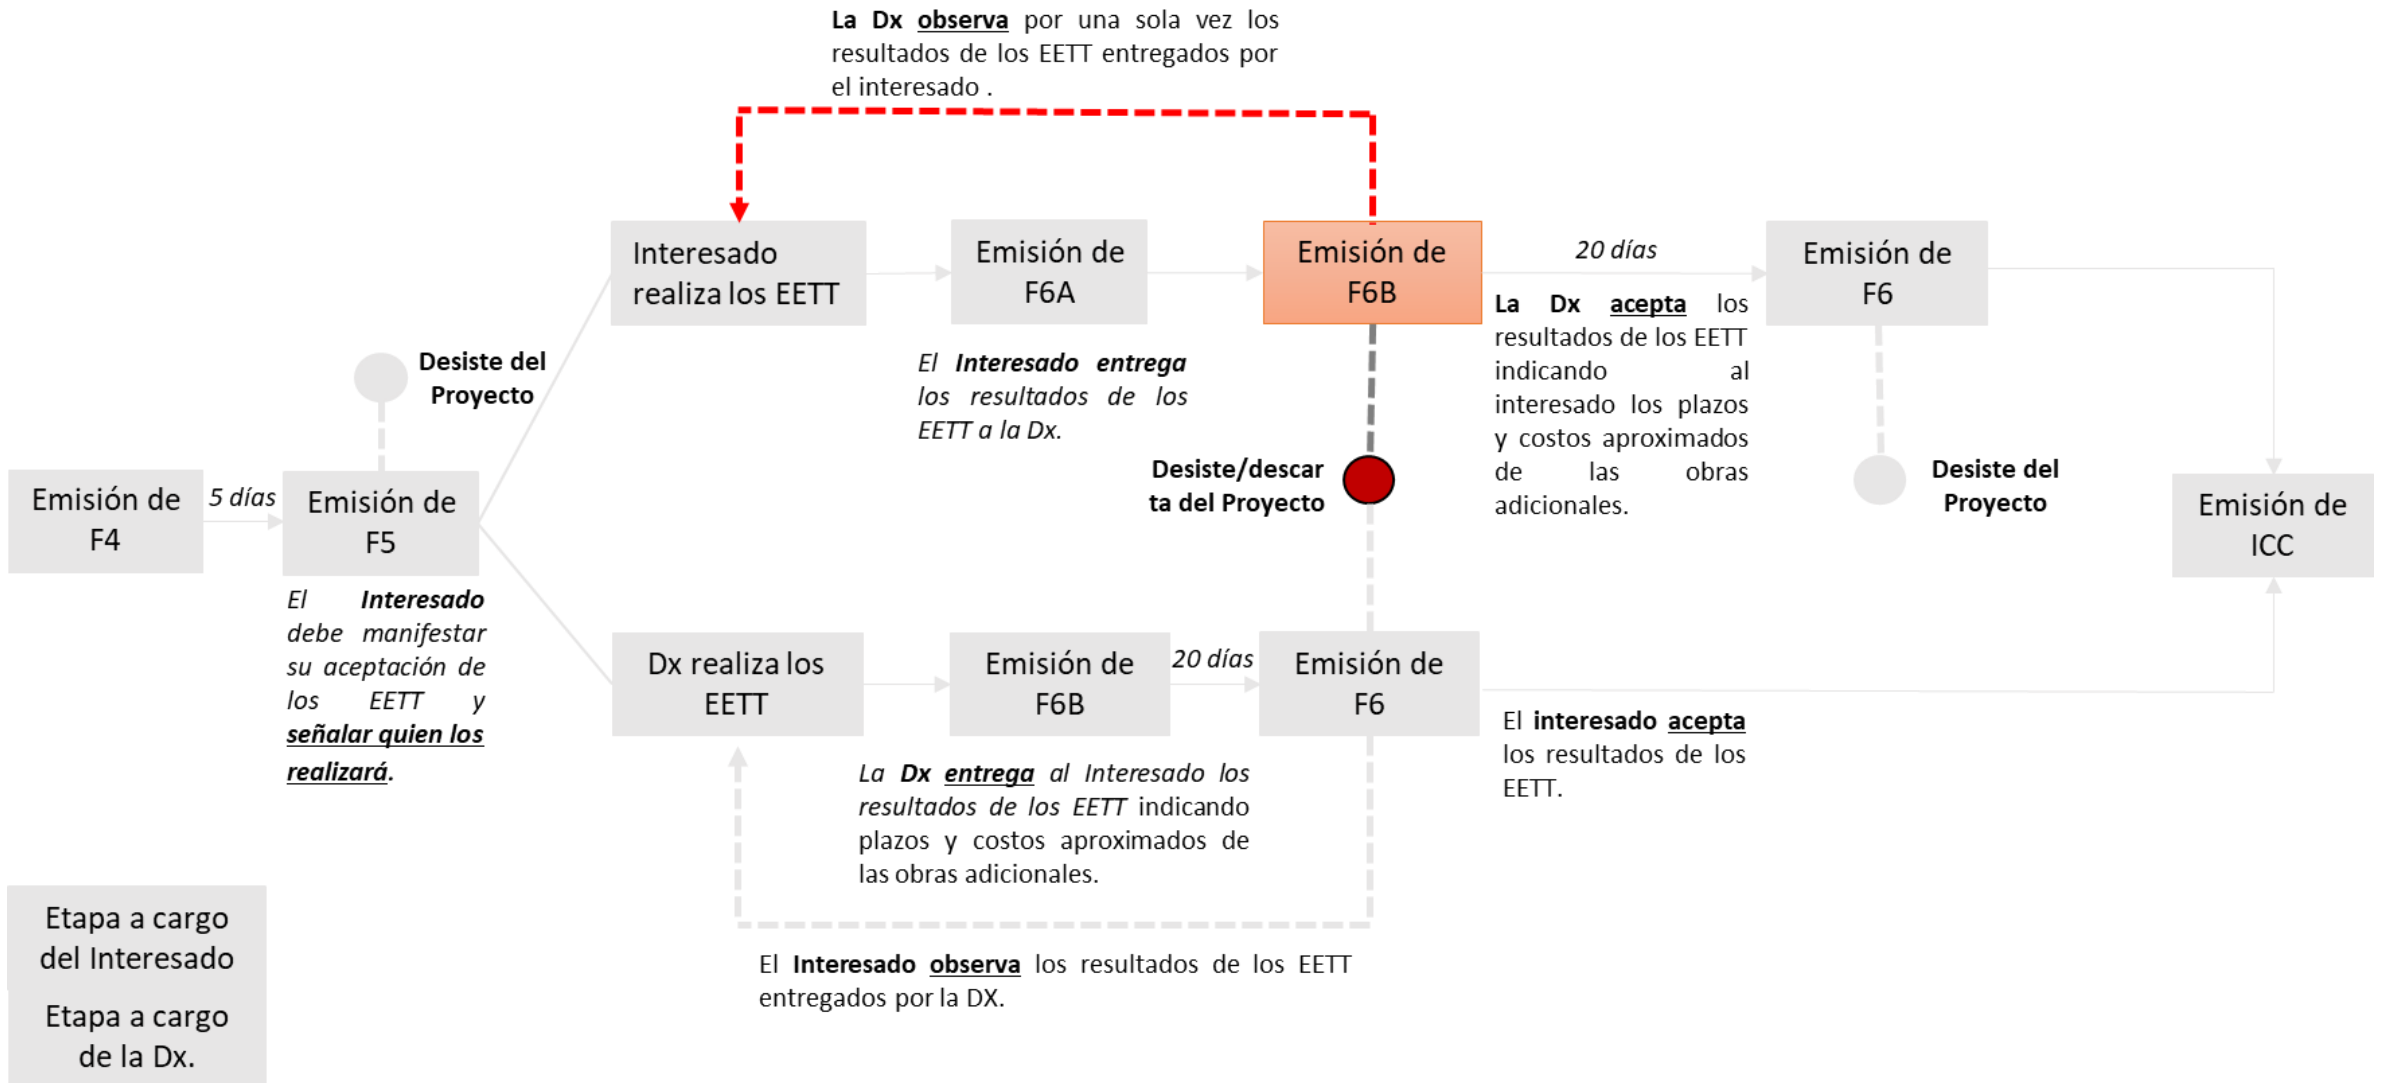 La Dx observa por una sola vez los
resultados de los EETT entregados por
el interesado .
Interesado
realiza los EETT
Emisión de
F6A
Emisión de
F6B
20 días
Emisión de
F6
El Interesado entrega
los resultados de los
EETT a la Dx.
La Dx acepta los
resultados de los EETT
indicando al
interesado los plazos
y costos aproximados
de las obras
adicionales.
Desiste del
Proyecto
Desiste/descar
ta del Proyecto
Desiste del
Proyecto
Emisión de
F4
5 días
Emisión de
F5
Emisión de
ICC
El Interesado
debe manifestar
su aceptación de
los EETT y
señalar quien los
realizará.
Dx realiza los
EETT
Emisión de
F6B
20 días
Emisión de
F6
La Dx entrega al Interesado los
resultados de los EETT indicando
plazos y costos aproximados de
las obras adicionales.
El interesado acepta
los resultados de los
EETT.
El Interesado observa los resultados de los EETT
entregados por la DX.
Etapa a cargo
del Interesado
Etapa a cargo
de la Dx.